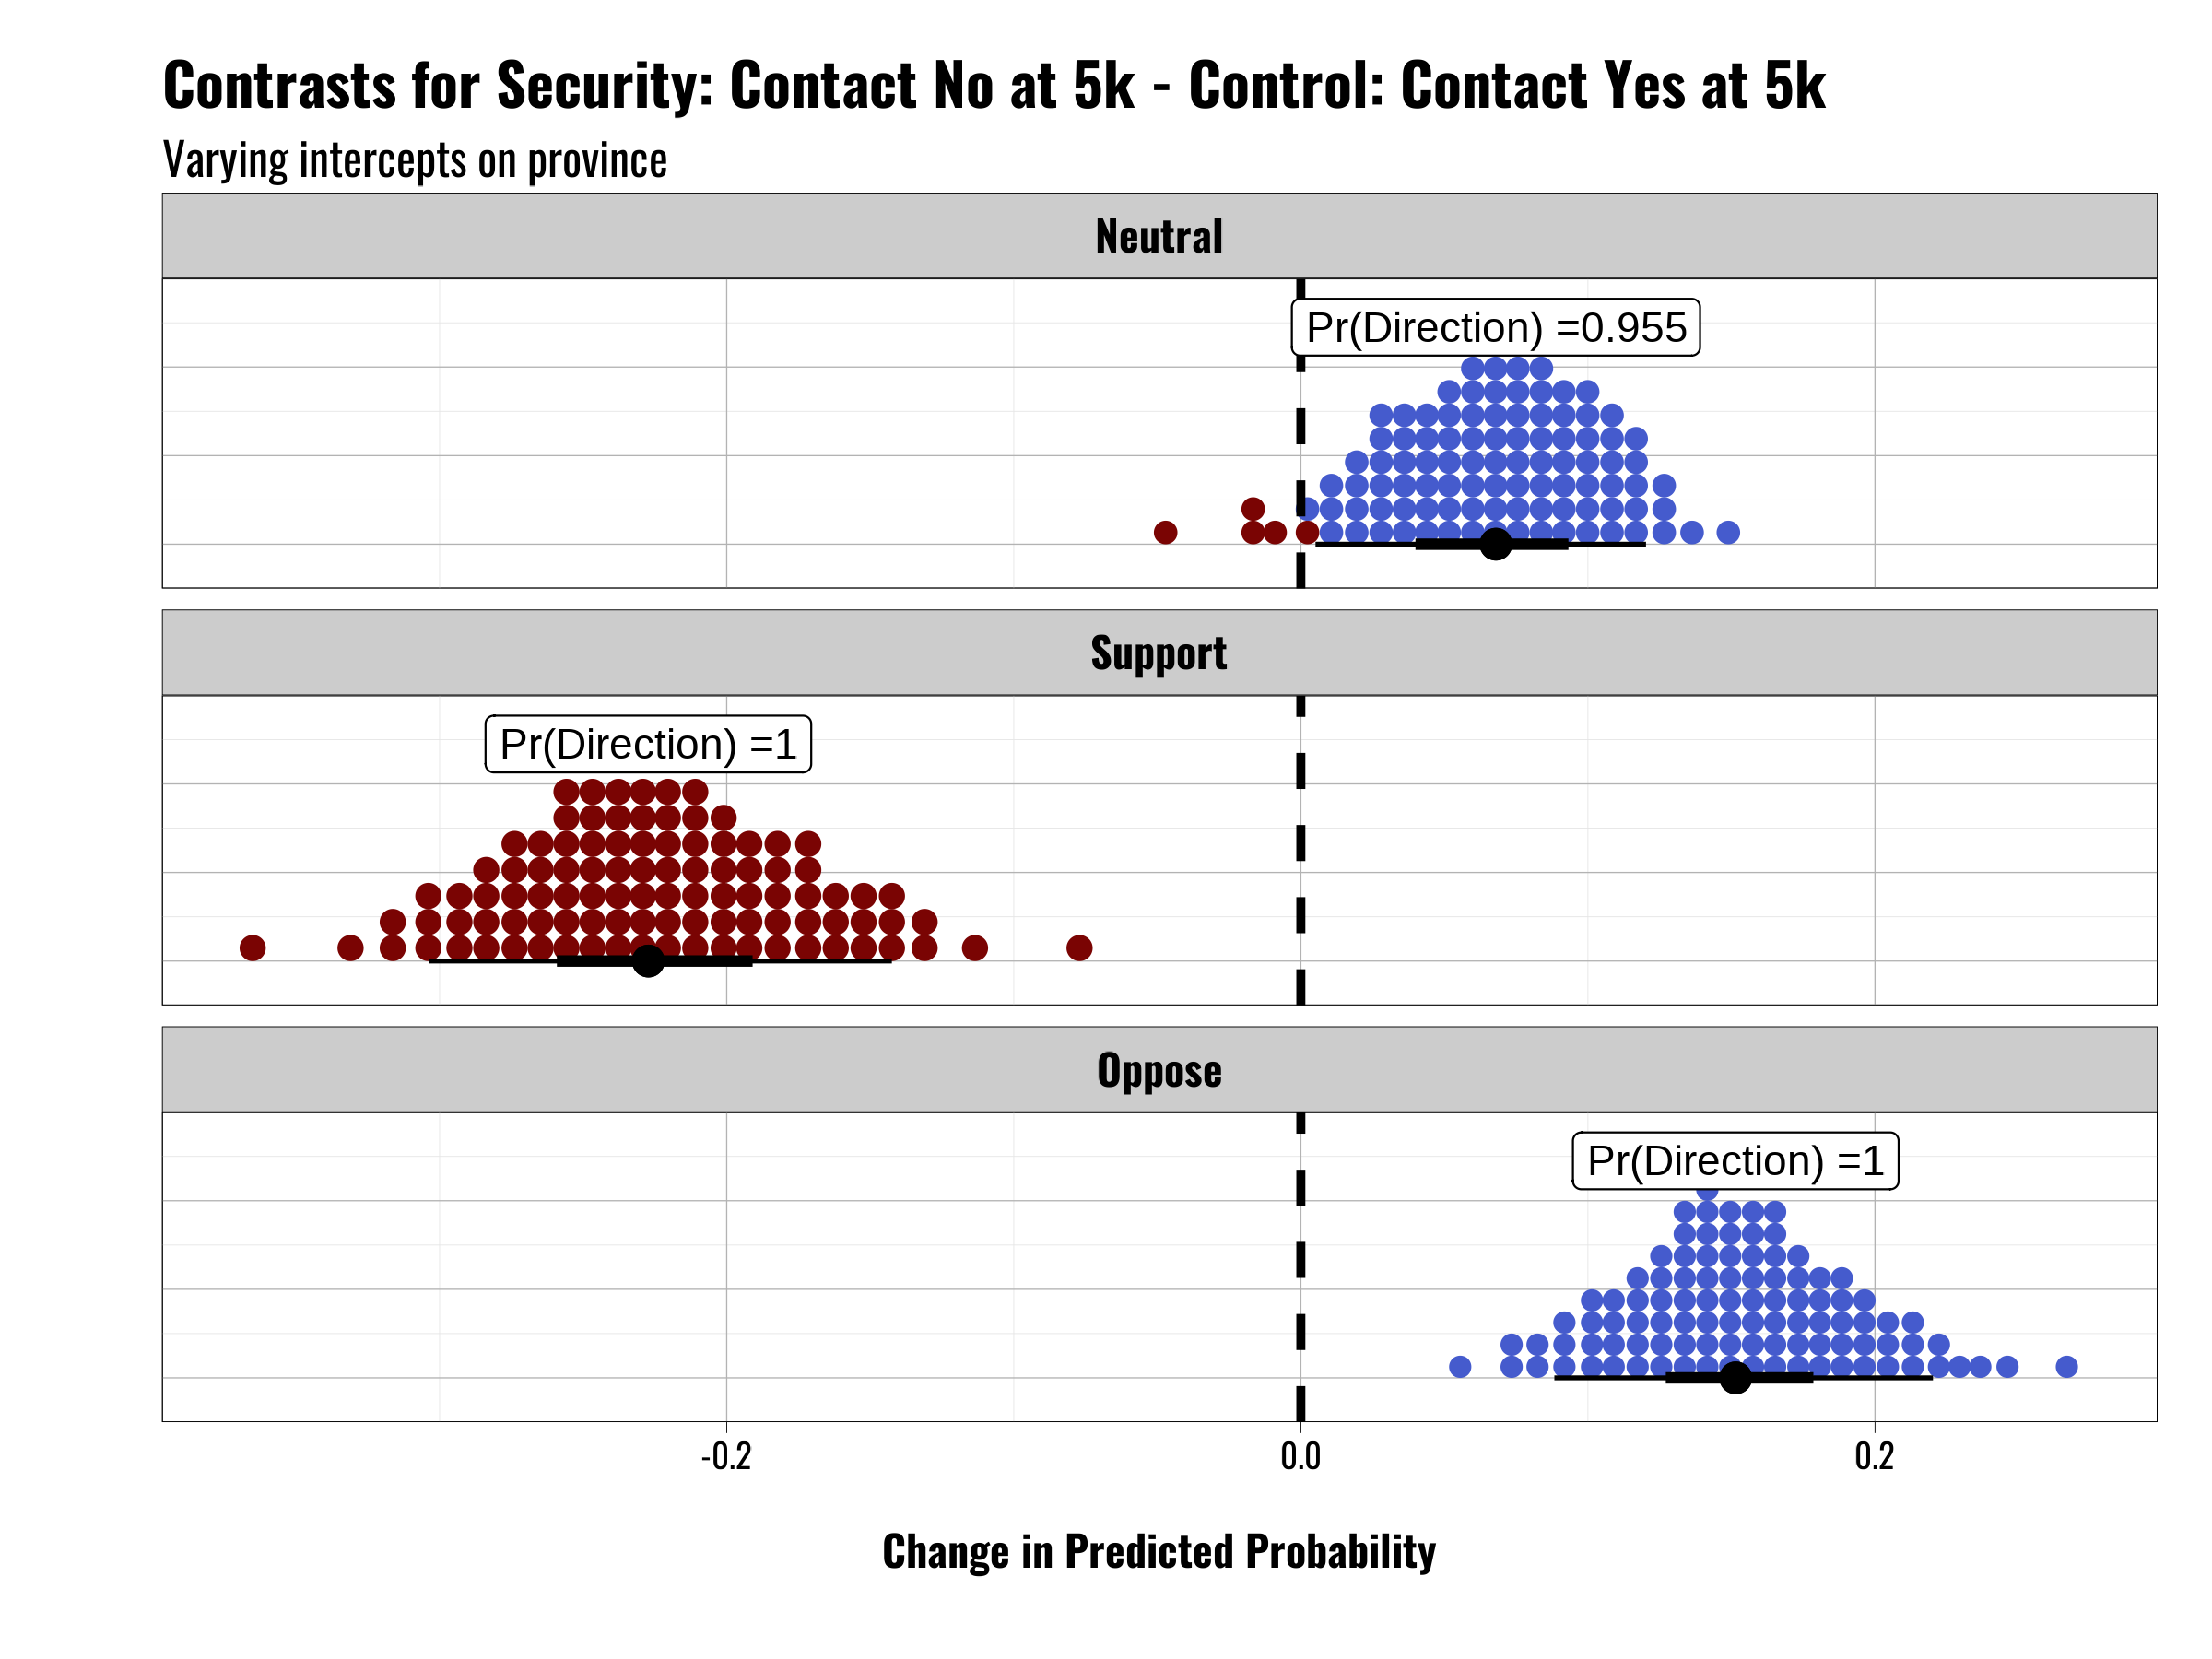 Contrasts for Security: Contact No at 5k - Control: Contact Yes at 5k
Varying intercepts on province
Neutral
Pr(Direction) =0.955
Support
Pr(Direction) =1
Oppose
Pr(Direction) =1
-0.2 0.0 0.2
Change in Predicted Probability